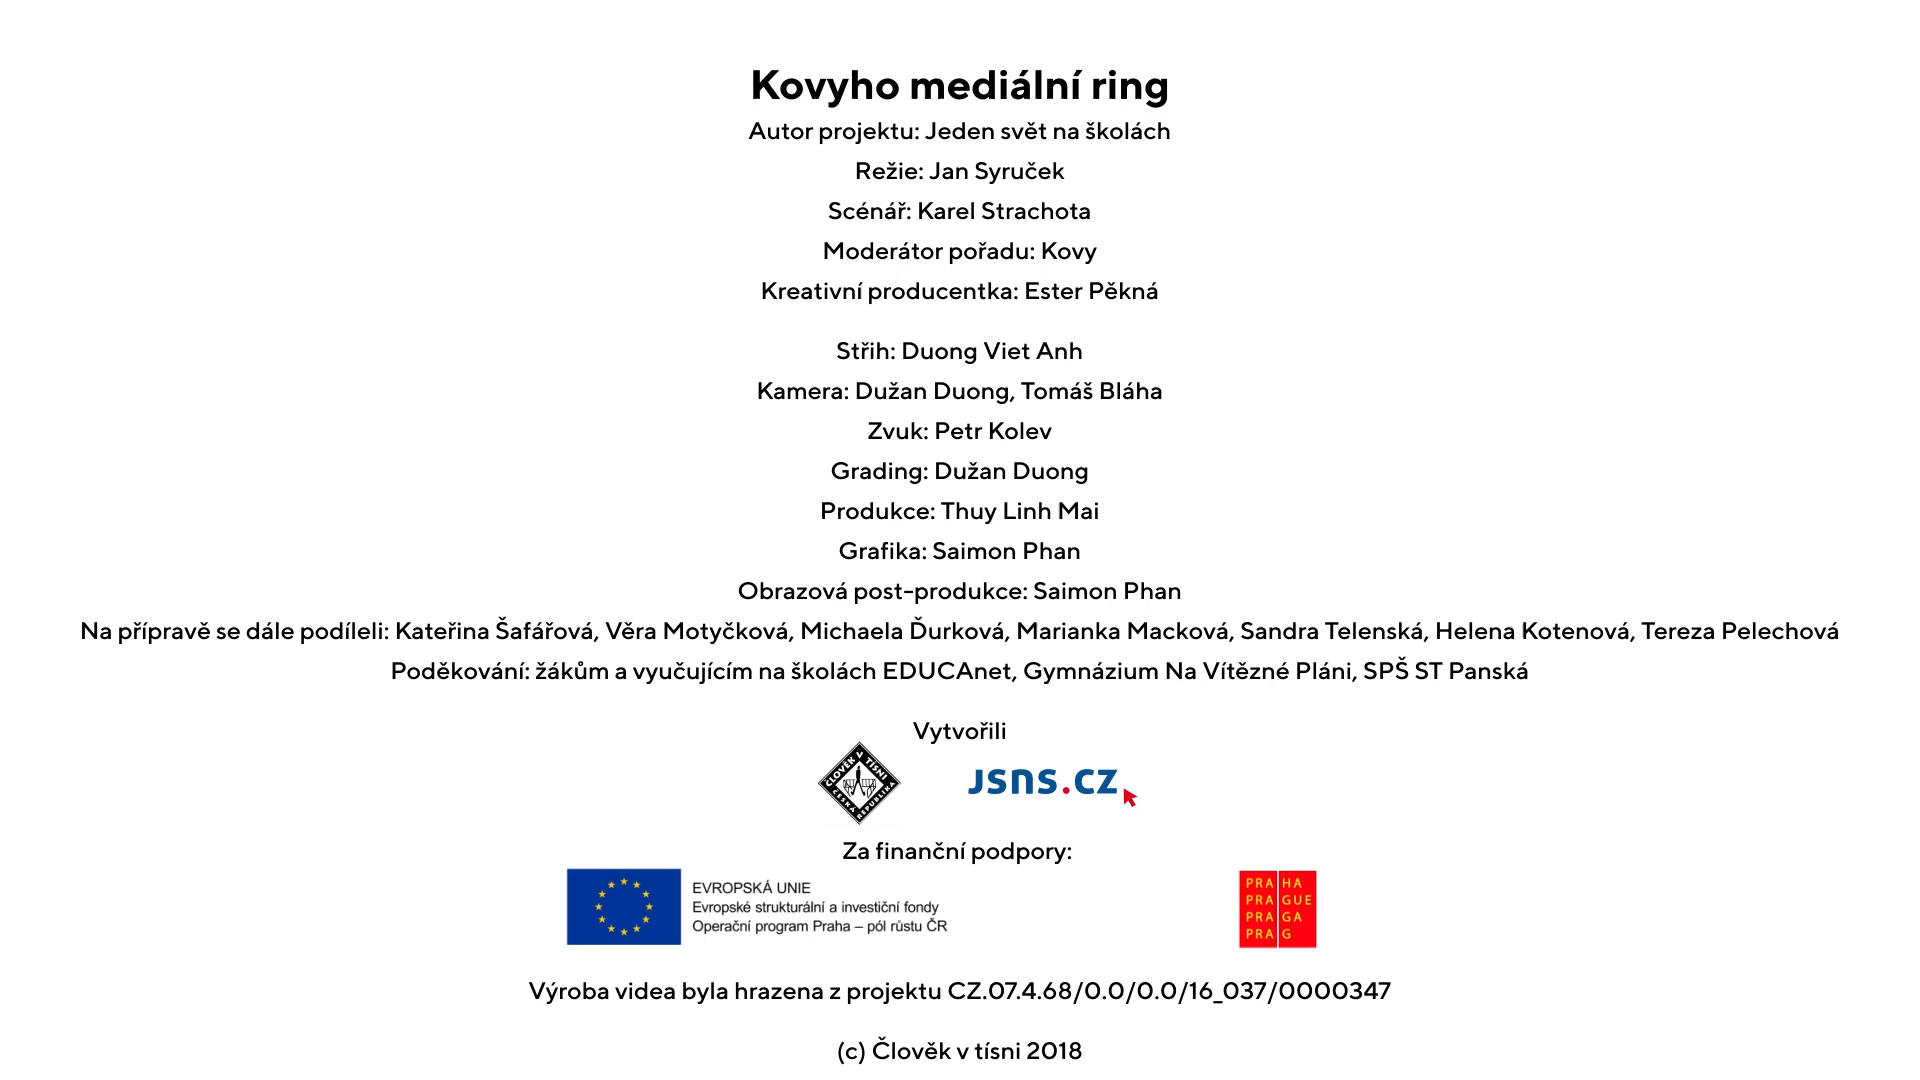 Kovyho mediální ring
Autor projektu: Jeden svět na školách
Režie: Jan Syruček
Scénář: Karel Strachota
Moderátor pořadu: Kovy
Kreativní producentka: Ester Pěkná
Střih: Duong Viet Anh
Kamera: Dužan Duong, Tomáš Bláha
Zvuk: Petr Kolev
Grading: Dužan Duong
Produkce: Thuy Linh Mai
Grafika: Saimon Phan
Obrazová post-produkce: Saimon Phan
Na přípravě se dále podíleli: Kateřina Šafářová, Věra Motyčková, Michaela Ďurková, Marianka Macková, Sandra Telenská, Helena Kotenová, Tereza Pelechová
Poděkování: žákům a vyučujícím na školách EDUCAnet, Gymnázium Na Vítězné Pláni, SPŠ ST Panská
Vytvořili
ČLOVĚK V TÍSNI
ČESKÁ REPUBLIKA
JSNS.CZ
Za finanční podpory:
EVROPSKÁ UNIE
Evropské strukturální a investiční fondy
Operační program Praha – pól růstu ČR
PRA HA
PRA GUE
PRA GA
PRA G
Výroba videa byla hrazena z projektu CZ.07.4.68/0.0/0.0/16_037/0000347
(c) Člověk v tísni 2018